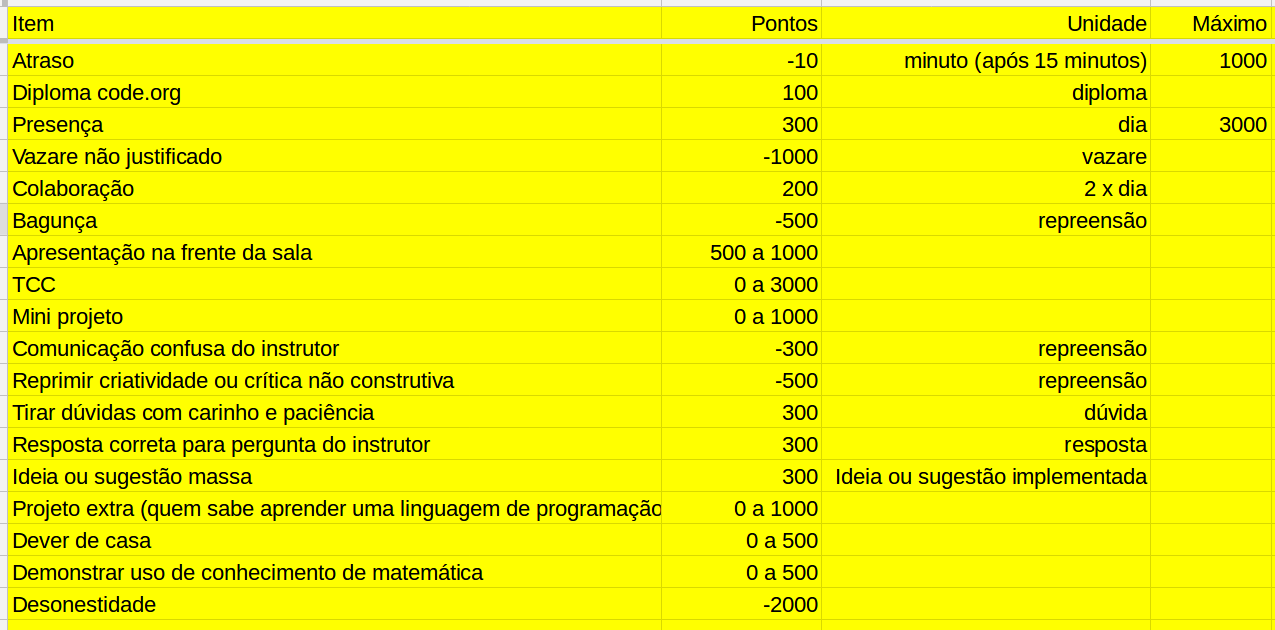 Item Pontos Unidade Máximo
Atraso -10 minuto (após 15 minutos) 1000
Diploma code.org 100 diploma
Presença 300 dia 3000
Vazare não justificado -1000 vazare
Colaboração 200 2 x dia
Bagunça -500 repreensão
Apresentação na frente da sala 500 a 1000
TCC 0 a 3000
Mini projeto 0 a 1000
Comunicação confusa do instrutor -300 repreensão
Reprimir criatividade ou crítica não construtiva -500 repreensão
Tirar dúvidas com carinho e paciência 300 dúvida
Resposta correta para pergunta do instrutor 300 resposta
Ideia ou sugestão massa 300 Ideia ou sugestão implementada
Projeto extra (quem sabe aprender uma linguagem de programação 0 a 1000
Dever de casa 0 a 500
Demonstrar uso de conhecimento de matemática 0 a 500
Desonestidade -2000